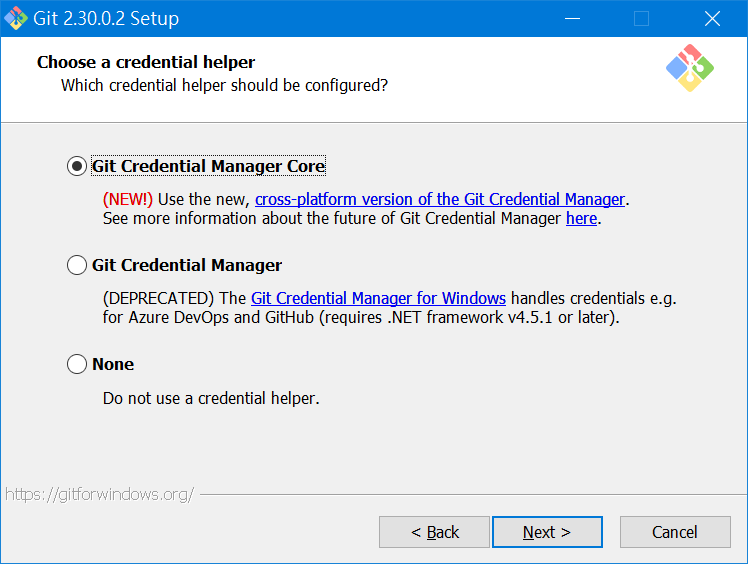 Git 2.30.0.2 Setup
Choose a credential helper
Which credential helper should be configured?
Git Credential Manager Core
(NEW!) Use the new, cross-platform version of the Git Credential Manager.
See more information about the future of Git Credential Manager here.
Git Credential Manager
(DEPRECATED) The Git Credential Manager for Windows handles credentials e.g.
for Azure DevOps and GitHub (requires .NET framework v4.5.1 or later).
None
Do not use a credential helper.
https://gitforwindows.org/
< Back
Next >
Cancel